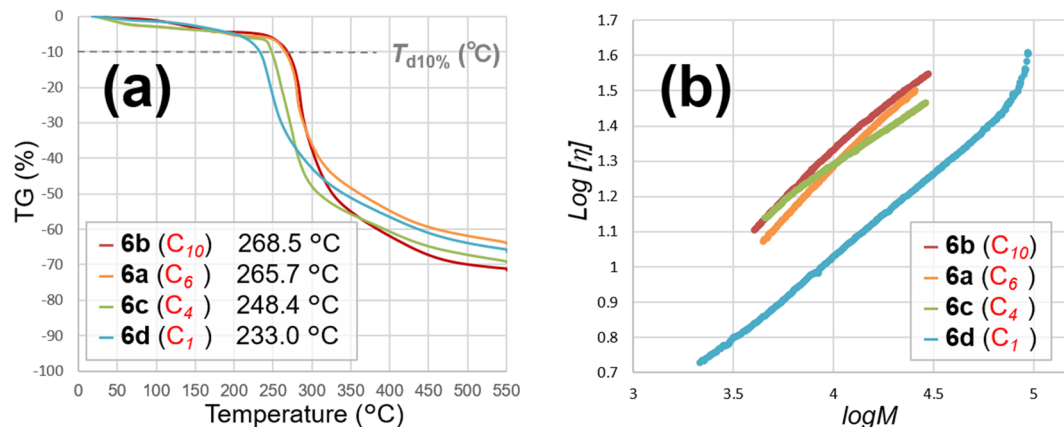 0
-10
-20
-30
-40
-50
-60
-70
-80
-90
-100
TG (%)
(a)
Td10% (°C)
6b (C10) 268.5 °C
6a (C6 ) 265.7 °C
6c (C4 ) 248.4 °C
6d (C1 ) 233.0 °C
0 50 100 150 200 250 300 350 400 450 500 550
Temperature (°C)
1.7
1.6
1.5
1.4
1.3
1.2
1.1
1
0.9
0.8
0.7
Log [η]
(b)
6b (C10)
6a (C6 )
6c (C4 )
6d (C1 )
3 3.5 4 4.5 5
logM